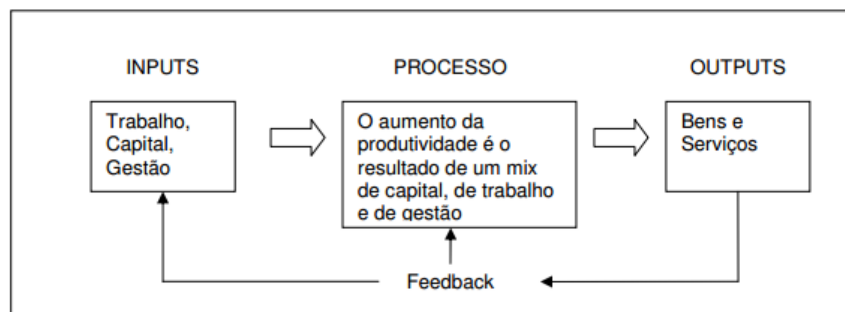 INPUTS
PROCESSO
OUTPUTS
Trabalho,
Capital,
Gestão
O aumento da
produtividade é o
resultado de um mix
de capital, de trabalho
e de gestão
Bens e
Serviços
Feedback